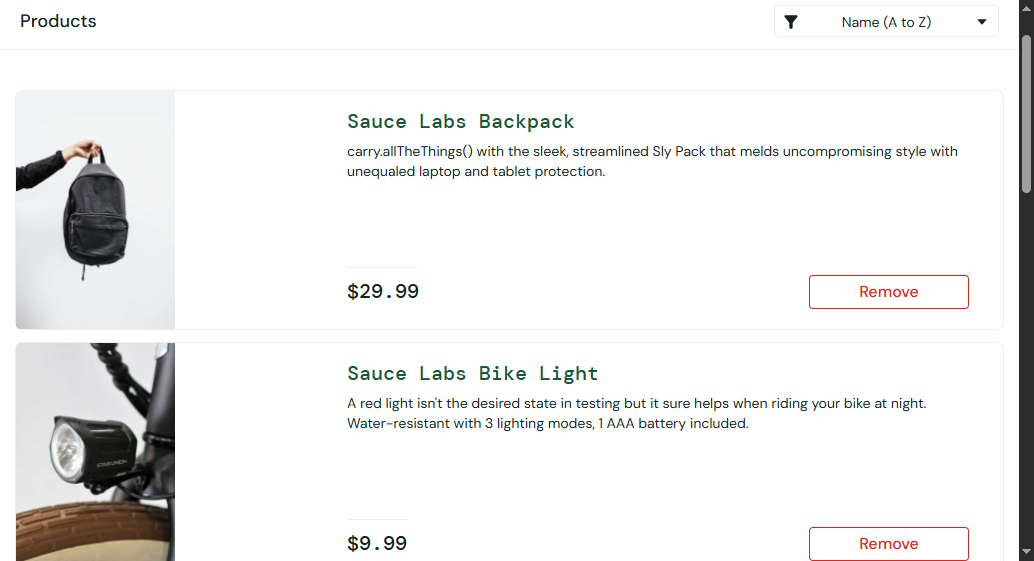 Products
Name (A to Z)
Sauce Labs Backpack
carry.allTheThings() with the sleek, streamlined Sly Pack that melds uncompromising style with
unequaled laptop and tablet protection.
$29.99
Remove
Sauce Labs Bike Light
A red light isn't the desired state in testing but it sure helps when riding your bike at night.
Water-resistant with 3 lighting modes, 1 AAA battery included.
$9.99
Remove